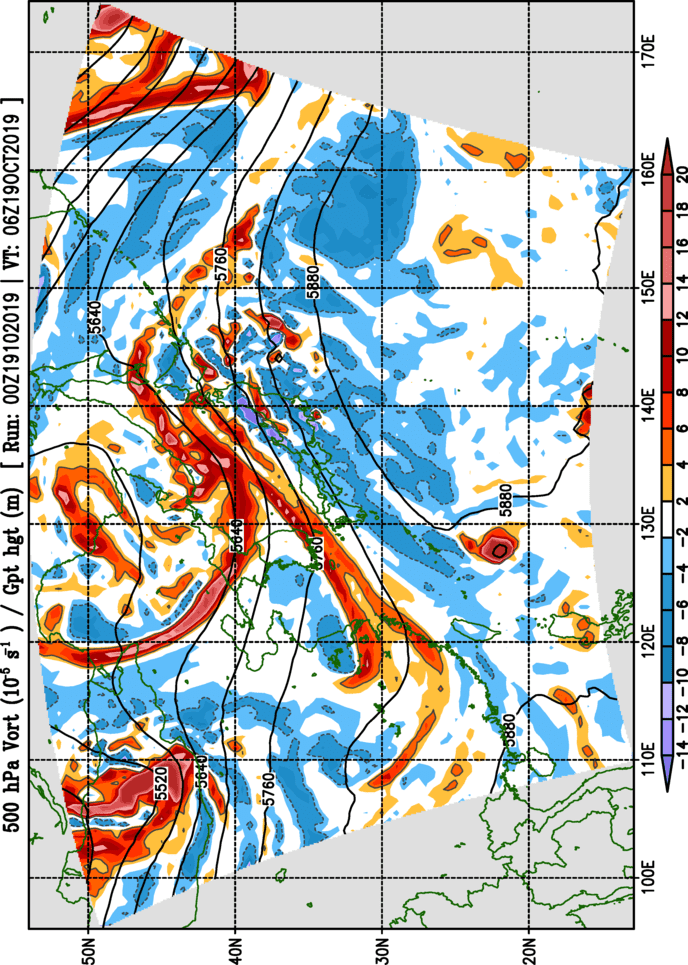 500 hPa Vort (10⁻⁵ s⁻¹ ) / Gpt hgt (m) [ Run: 00Z19102019 | VT: 06Z19OCT2019 ]
50N
40N
30N
20N
100E
110E
120E
130E
140E
150E
160E
170E
5520
5640
5760
5880
5640
5760
5880
5640
5760
5880
-14 -12 -10 -8 -6 -4 -2 2 4 6 8 10 12 14 16 18 20